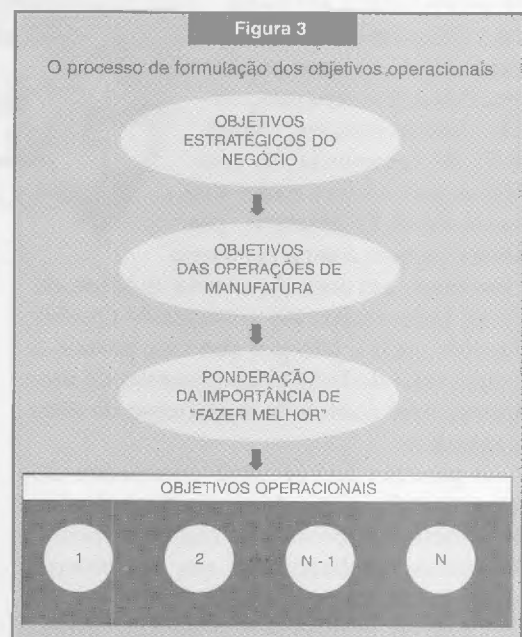 Figura 3
O processo de formulação dos objetivos operacionais
OBJETIVOS
ESTRATÉGICOS DO
NEGÓCIO
OBJETIVOS
DAS OPERAÇÕES DE
MANUFATURA
PONDERAÇÃO
DA IMPORTÂNCIA DE
"FAZER MELHOR"
OBJETIVOS OPERACIONAIS
1 2 N - 1 N